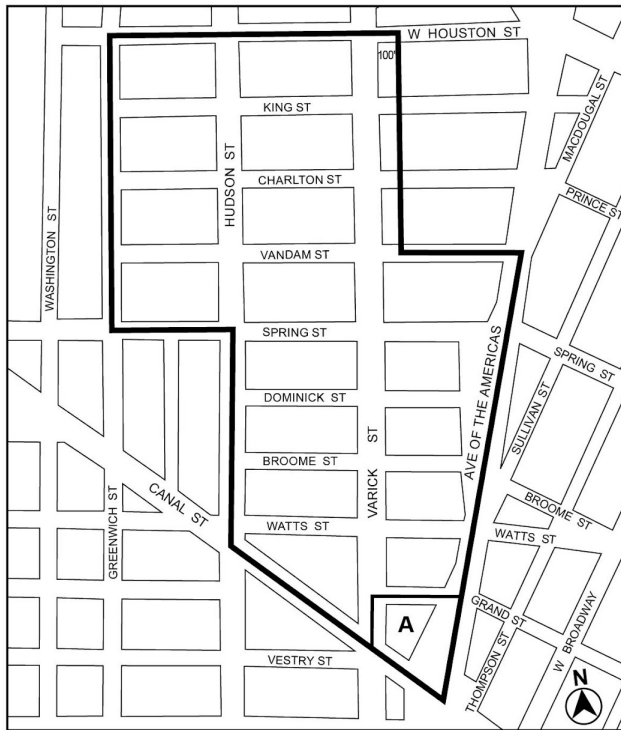 W HOUSTON ST
100'
KING ST
MACDOUGAL ST
HUDSON ST
CHARLTON ST
PRINCE ST
WASHINGTON ST
VANDAM ST
SPRING ST
AVE OF THE AMERICAS
SPRING ST
DOMINICK ST
SULLIVAN ST
VARICK ST
BROOME ST
GREENWICH ST
CANAL ST
BROOME ST
WATTS ST
WATTS ST
GRAND ST
A
W BROADWAY
THOMPSON ST
VESTRY ST
N